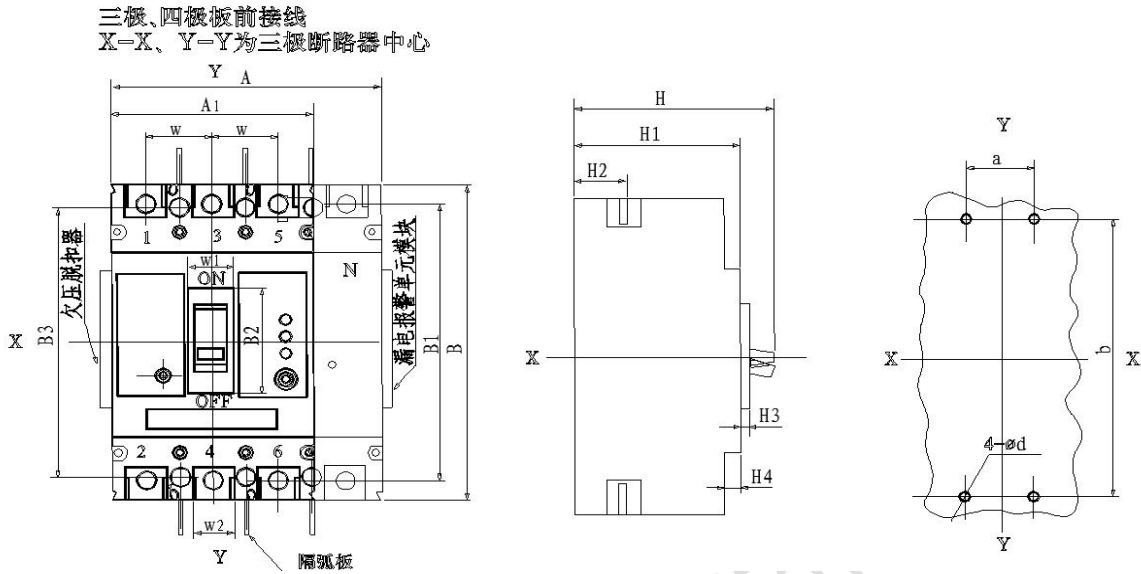 三极、四极板前接线
X-X、Y-Y为三极断路器中心
Y
A
A1
w
w
1
3
5
N
w1
ON
欠压脱扣器
漏电报警单元模块
X
B3
B2
B1
B
OFF
2
4
6
w2
Y
隔弧板
H
H1
H2
X
H3
H4
Y
a
X
X
b
4-ød
Y